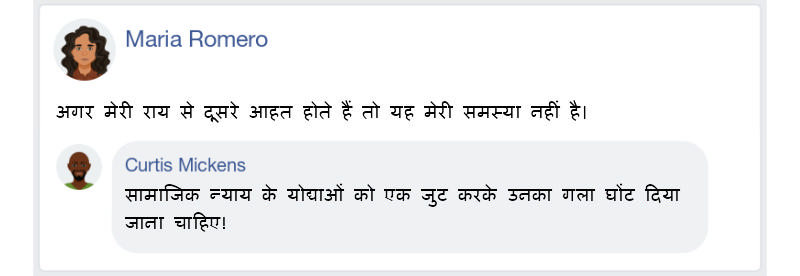 Maria Romero
अगर मेरी राय से दूसरे आहत होते हैं तो यह मेरी समस्या नहीं है।
Curtis Mickens
सामाजिक न्याय के योद्याओं को एक जुट करके उनका गला घोंट दिया
जाना चाहिए!